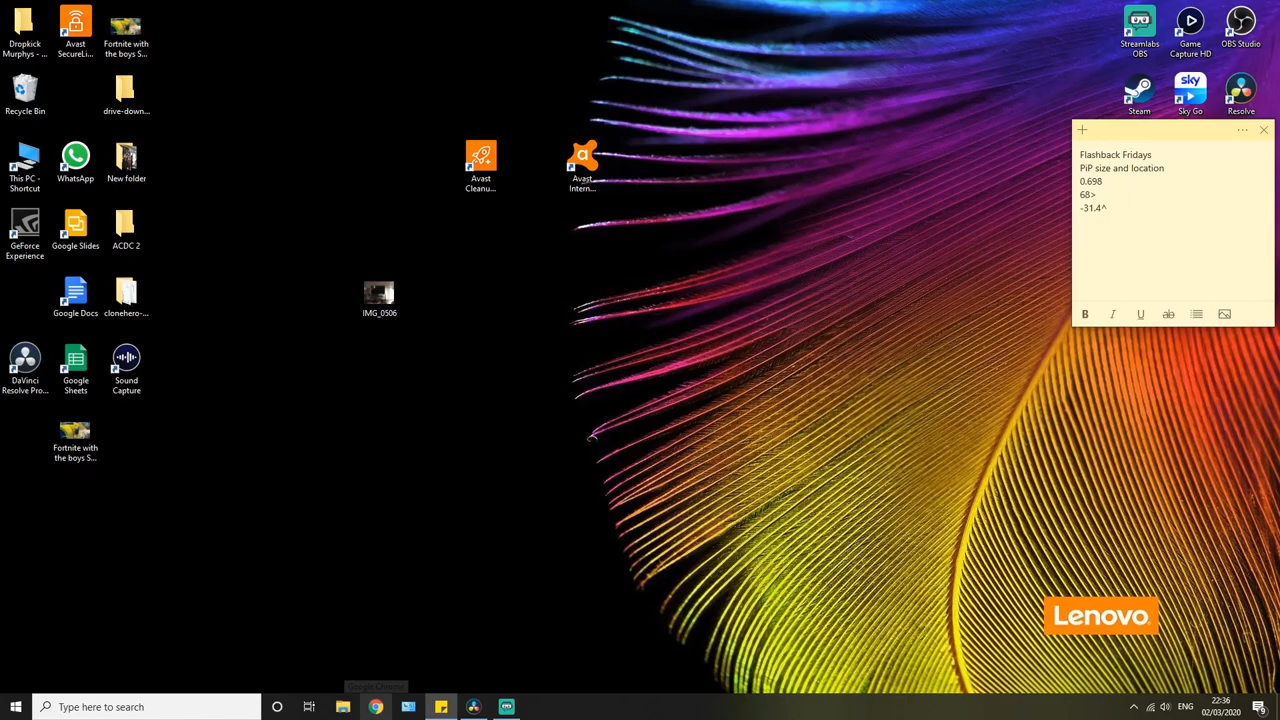 Dropkick
Murphys - ...
Avast
SecureLi...
Fortnite with
the boys S...
Recycle Bin
drive-down...
This PC -
Shortcut
WhatsApp
New folder
GeForce
Experience
Google Slides
ACDC 2
Google Docs
clonehero-...
DaVinci
Resolve Pro...
Google
Sheets
Sound
Capture
Fortnite with
the boys S...
Avast
Cleanu...
Avast
Intern...
IMG_0506
Streamlabs
OBS
Game
Capture HD
OBS Studio
Steam
sky
Sky Go
Resolve
Flashback Fridays
PiP size and location
0.698
68>
-31.4^
B I U ab
Lenovo
Google Chrome
Type here to search
ENG
22:36
02/03/2020
9